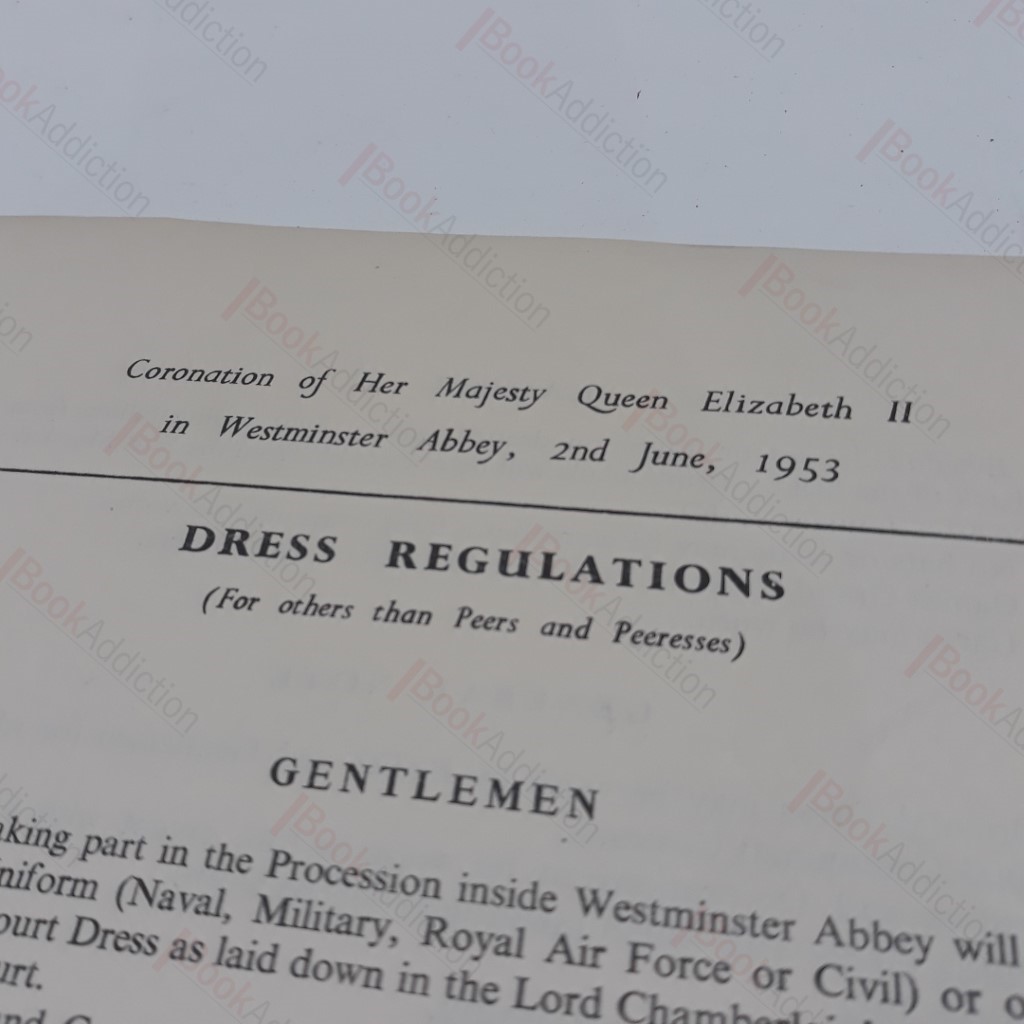 Coronation of Her Majesty Queen Elizabeth II
in Westminster Abbey, 2nd June, 1953
DRESS REGULATIONS
(For others than Peers and Peeresses)
GENTLEMEN
king part in the Procession inside Westminster Abbey will
niform (Naval, Military, Royal Air Force or Civil) or o
ourt Dress as laid down in the Lord
urt.
BookAddiction